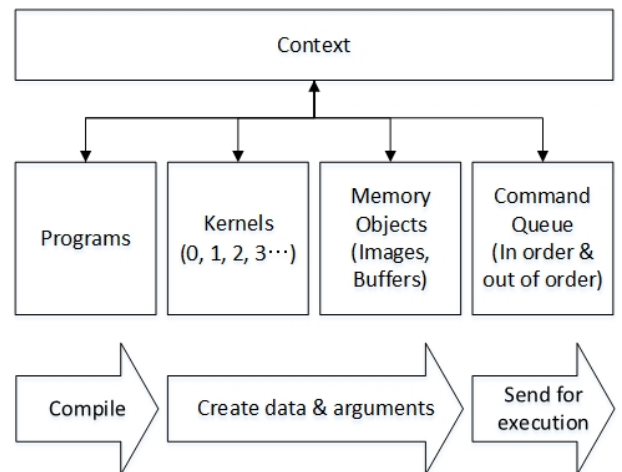 Context
Programs
Kernels
(0, 1, 2, 3···)
Memory
Objects
(Images,
Buffers)
Command
Queue
(In order &
out of order)
Compile
Create data & arguments
Send for
execution